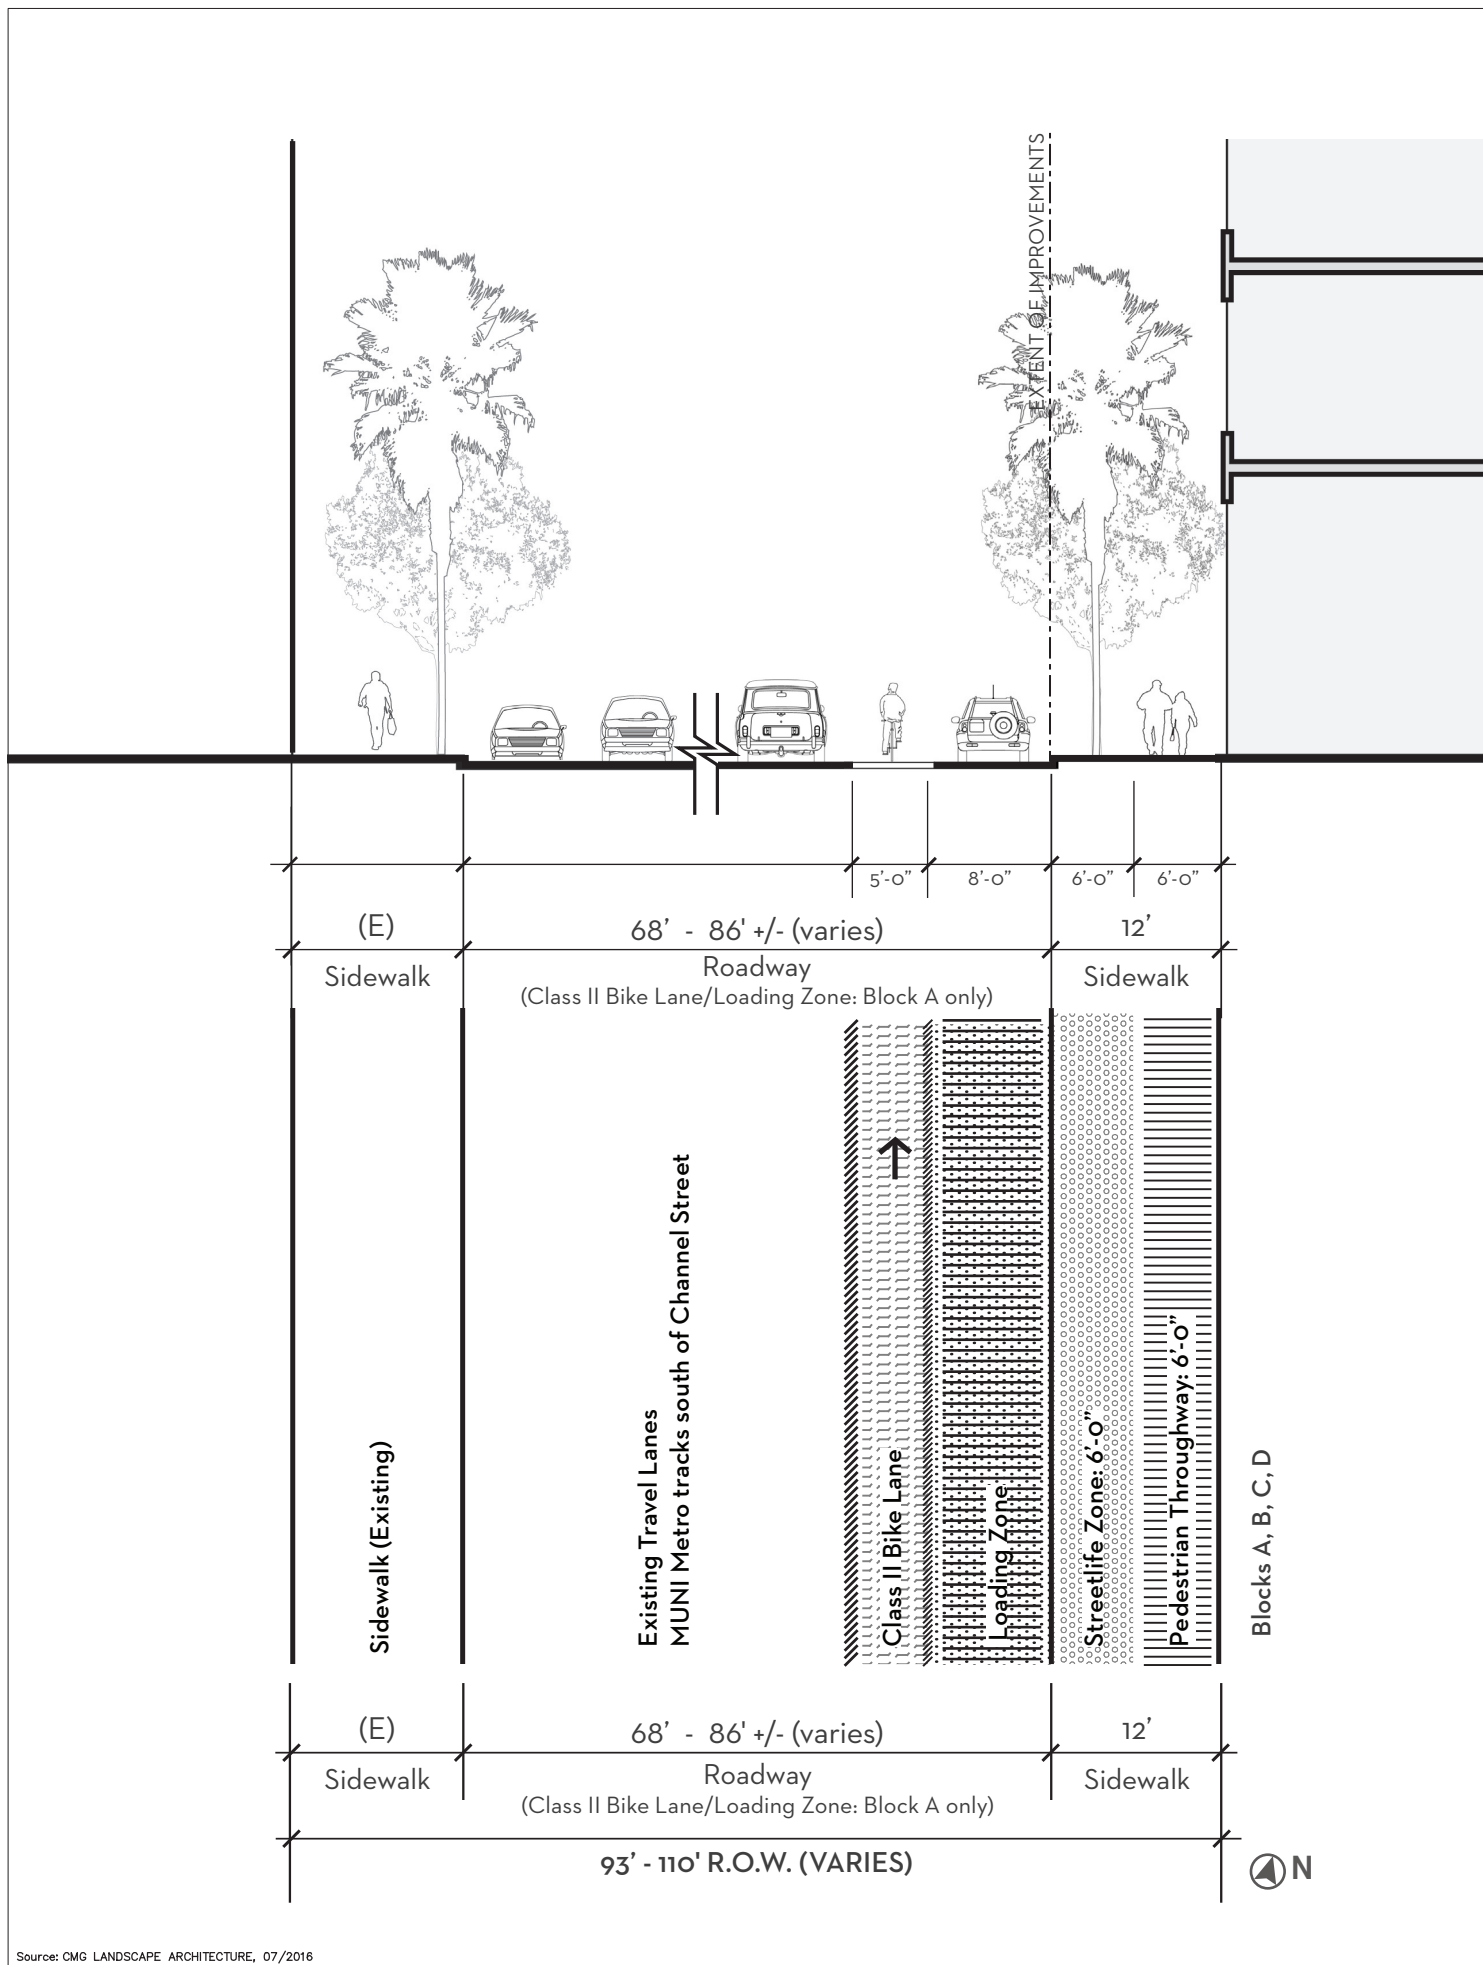 EXTENT OF IMPROVEMENTS
5’-0” 8’-0” 6’-0” 6’-0”
(E) 68’ - 86' +/- (varies) 12’
Sidewalk Roadway Sidewalk
(Class II Bike Lane/Loading Zone: Block A only)
Sidewalk (Existing)
Existing Travel Lanes
MUNI Metro tracks south of Channel Street
Class II Bike Lane
Loading Zone
Streetlife Zone: 6’-0”
Pedestrian Throughway: 6’-0”
Blocks A, B, C, D
(E) 68’ - 86' +/- (varies) 12’
Sidewalk Roadway Sidewalk
(Class II Bike Lane/Loading Zone: Block A only)
93’ - 110' R.O.W. (VARIES)
N
Source: CMG LANDSCAPE ARCHITECTURE, 07/2016